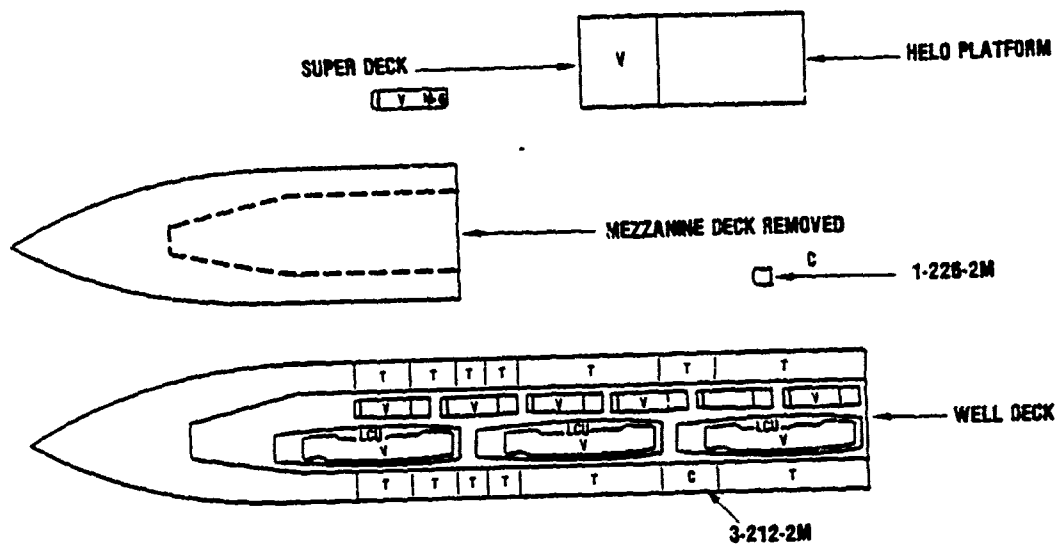 SUPER DECK
V
HELO PLATFORM
V
MEZZANINE DECK REMOVED
C
1-226-2M
T T T T T T T
V V V V V
LCU LCU LCU
V V V
WELL DECK
T T T T T C T
3-212-2M